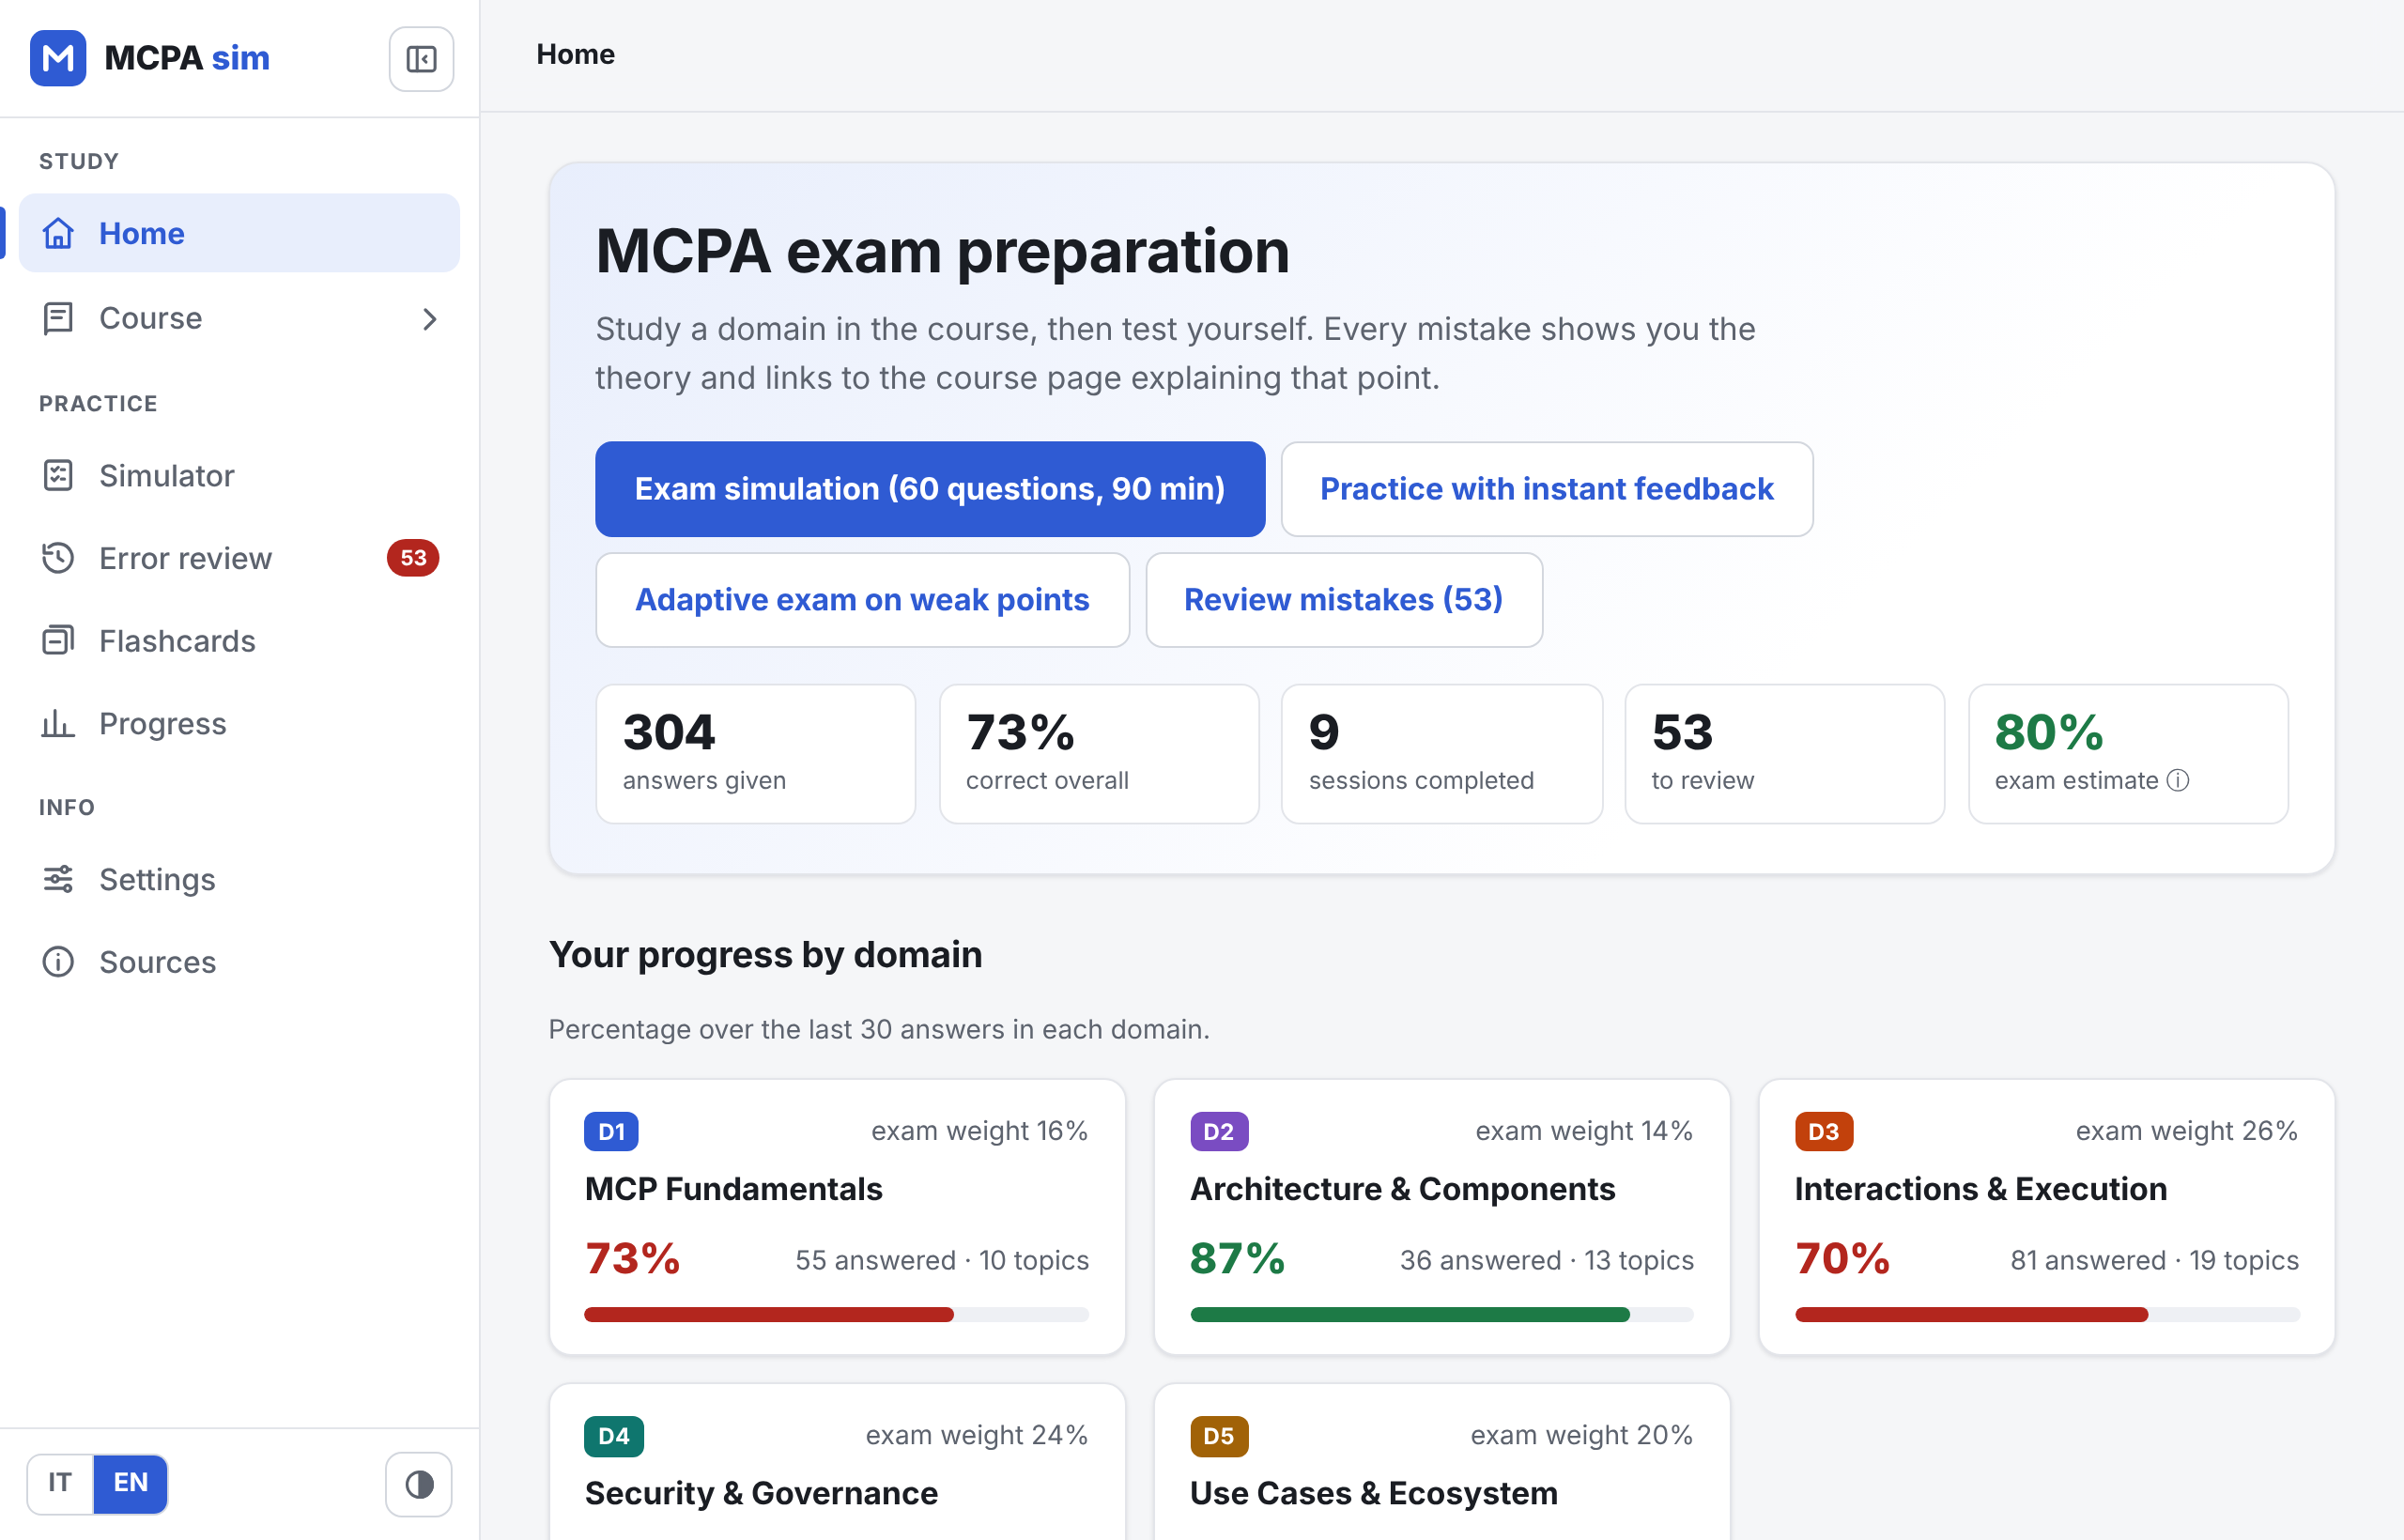 MCPA sim
STUDY
Home
Course
PRACTICE
Simulator
Error review 53
Flashcards
Progress
INFO
Settings
Sources
IT EN
Home
MCPA exam preparation
Study a domain in the course, then test yourself. Every mistake shows you the
theory and links to the course page explaining that point.
Exam simulation (60 questions, 90 min) Practice with instant feedback
Adaptive exam on weak points Review mistakes (53)
304
answers given
73%
correct overall
9
sessions completed
53
to review
80%
exam estimate ⓘ
Your progress by domain
Percentage over the last 30 answers in each domain.
D1 exam weight 16%
MCP Fundamentals
73% 55 answered · 10 topics
D2 exam weight 14%
Architecture & Components
87% 36 answered · 13 topics
D3 exam weight 26%
Interactions & Execution
70% 81 answered · 19 topics
D4 exam weight 24%
Security & Governance
D5 exam weight 20%
Use Cases & Ecosystem